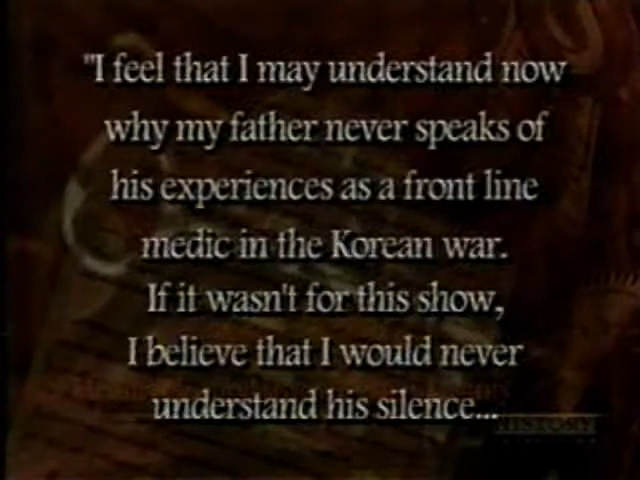 "I feel that I may understand now
why my father never speaks of
his experiences as a front line
medic in the Korean war.
If it wasn't for this show,
I believe that I would never
understand his silence...
HISTORY